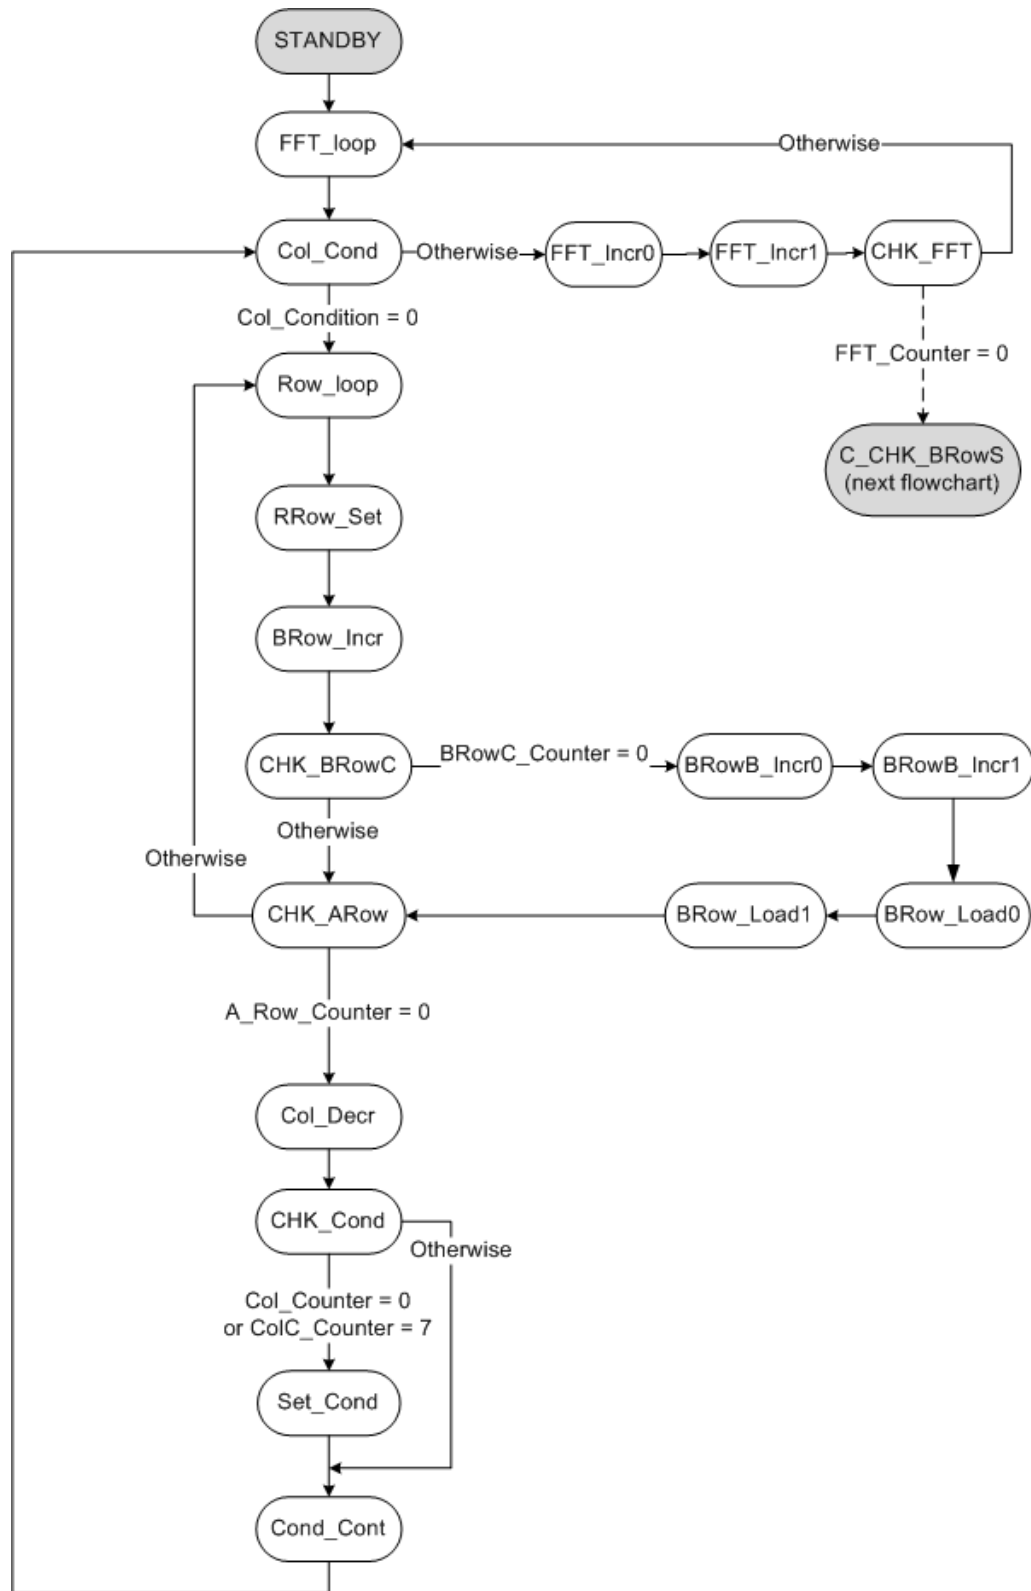 STANDBY
FFT_loop
Otherwise
Col_Cond
Otherwise
FFT_Incr0
FFT_Incr1
CHK_FFT
Col_Condition = 0
FFT_Counter = 0
Row_loop
C_CHK_BRowS
(next flowchart)
RRow_Set
BRow_Incr
CHK_BRowC
BRowC_Counter = 0
BRowB_Incr0
BRowB_Incr1
Otherwise
Otherwise
CHK_ARow
BRow_Load1
BRow_Load0
A_Row_Counter = 0
Col_Decr
CHK_Cond
Otherwise
Col_Counter = 0
or ColC_Counter = 7
Set_Cond
Cond_Cont